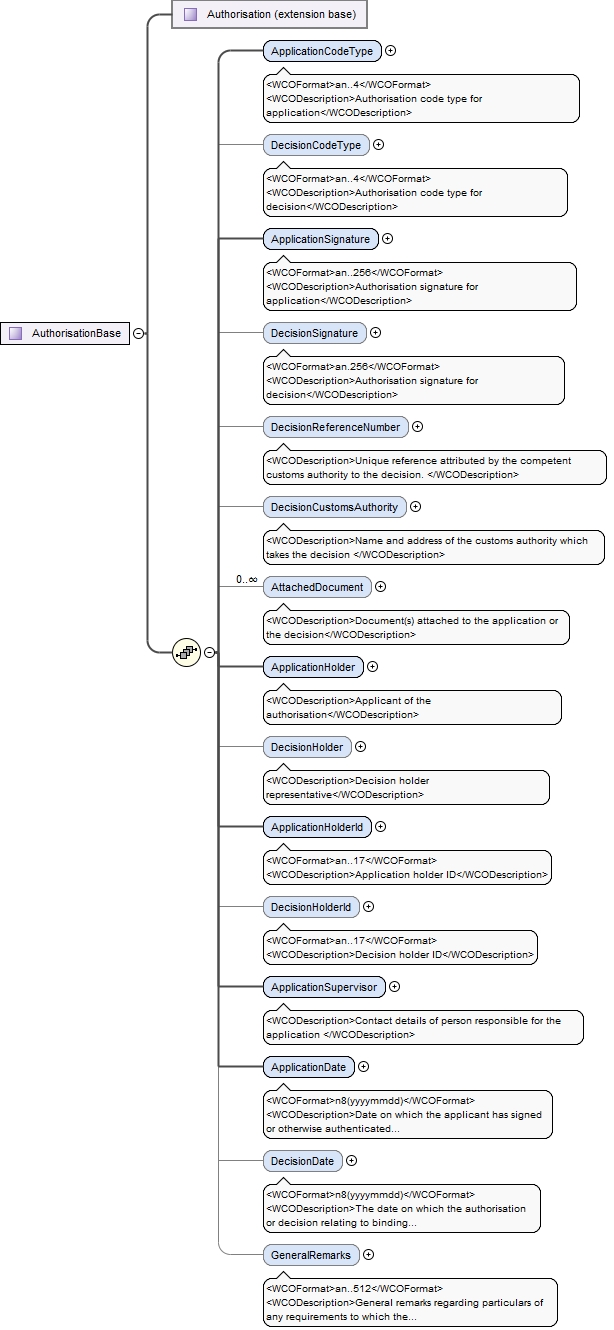 Authorisation (extension base)
ApplicationCodeType
<WCOFormat>an..4</WCOFormat>
<WCODescription>Authorisation code type for
application</WCODescription>
DecisionCodeType
<WCOFormat>an..4</WCOFormat>
<WCODescription>Authorisation code type for
decision</WCODescription>
ApplicationSignature
<WCOFormat>an..256</WCOFormat>
<WCODescription>Authorisation signature for
application</WCODescription>
AuthorisationBase
DecisionSignature
<WCOFormat>an.256</WCOFormat>
<WCODescription>Authorisation signature for
decision</WCODescription>
DecisionReferenceNumber
<WCODescription>Unique reference attributed by the competent
customs authority to the decision. </WCODescription>
DecisionCustomsAuthority
<WCODescription>Name and address of the customs authority which
takes the decision </WCODescription>
0..∞
AttachedDocument
<WCODescription>Document(s) attached to the application or
the decision</WCODescription>
ApplicationHolder
<WCODescription>Applicant of the
authorisation</WCODescription>
DecisionHolder
<WCODescription>Decision holder
representative</WCODescription>
ApplicationHolderId
<WCOFormat>an..17</WCOFormat>
<WCODescription>Application holder ID</WCODescription>
DecisionHolderId
<WCOFormat>an..17</WCOFormat>
<WCODescription>Decision holder ID</WCODescription>
ApplicationSupervisor
<WCODescription>Contact details of person responsible for the
application </WCODescription>
ApplicationDate
<WCOFormat>n8(yyyymmdd)</WCOFormat>
<WCODescription>Date on which the applicant has signed
or otherwise authenticated...
DecisionDate
<WCOFormat>n8(yyyymmdd)</WCOFormat>
<WCODescription>The date on which the authorisation
or decision relating to binding...
GeneralRemarks
<WCOFormat>an..512</WCOFormat>
<WCODescription>General remarks regarding particulars of
any requirements to which the...